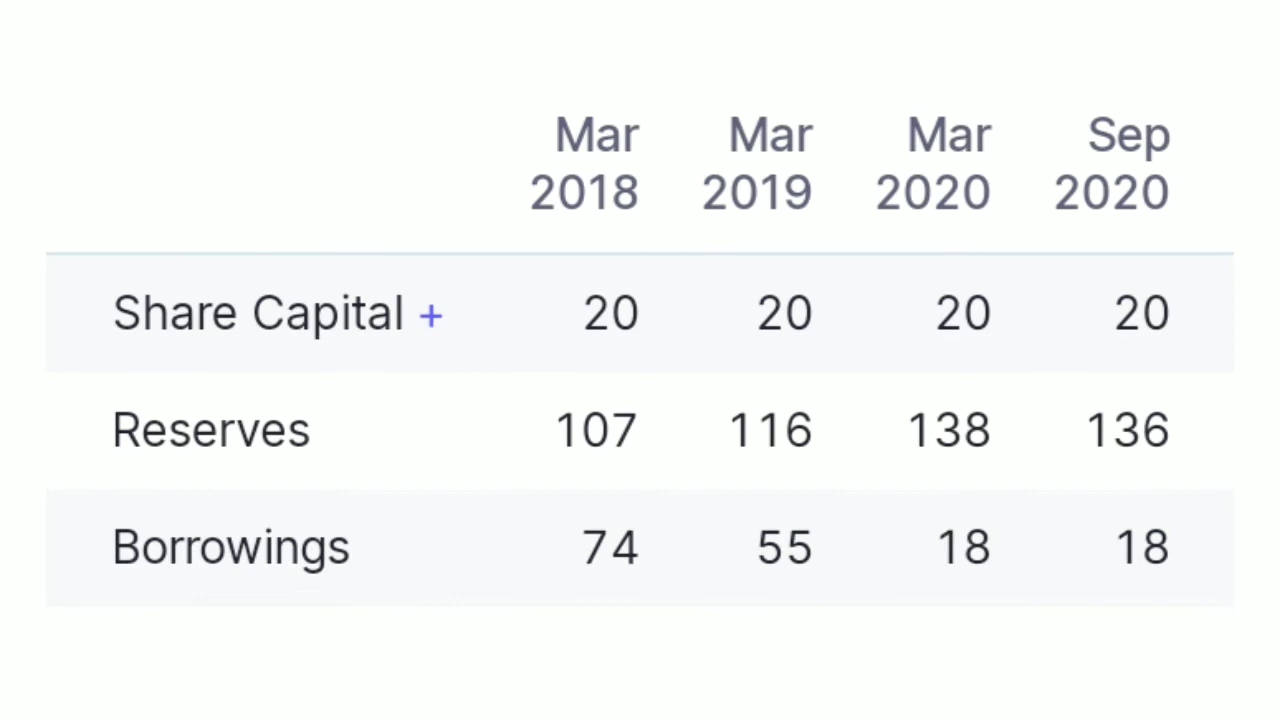 Mar Mar Mar Sep
2018 2019 2020 2020
Share Capital + 20 20 20 20
Reserves 107 116 138 136
Borrowings 74 55 18 18